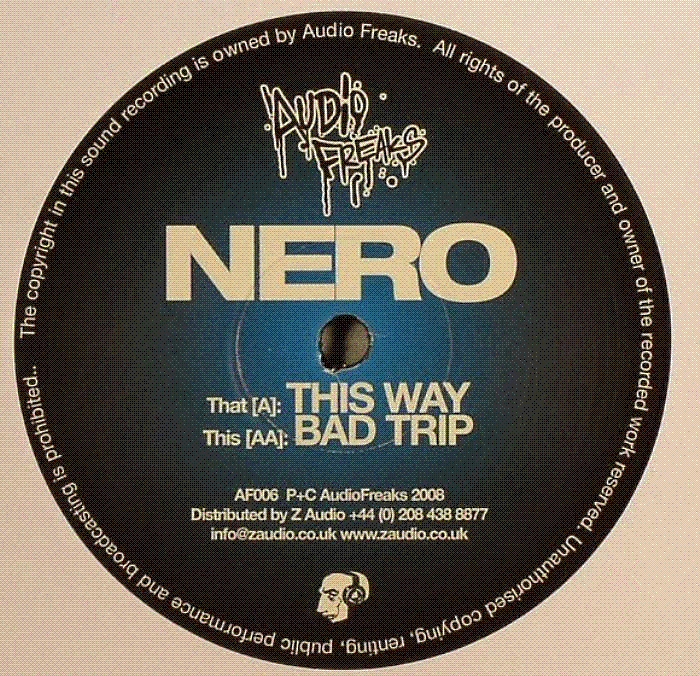 The copyright in this sound recording is owned by Audio Freaks. All rights of the producer and owner of the recorded work reserved. Unauthorised copying, renting, public performance and broadcasting is prohibited..
AUDIO
FREAKS
NERO
That [A]: THIS WAY
This [AA]: BAD TRIP
AF006 P+C AudioFreaks 2008
Distributed by Z Audio +44 (0) 208 438 8877
info@zaudio.co.uk www.zaudio.co.uk